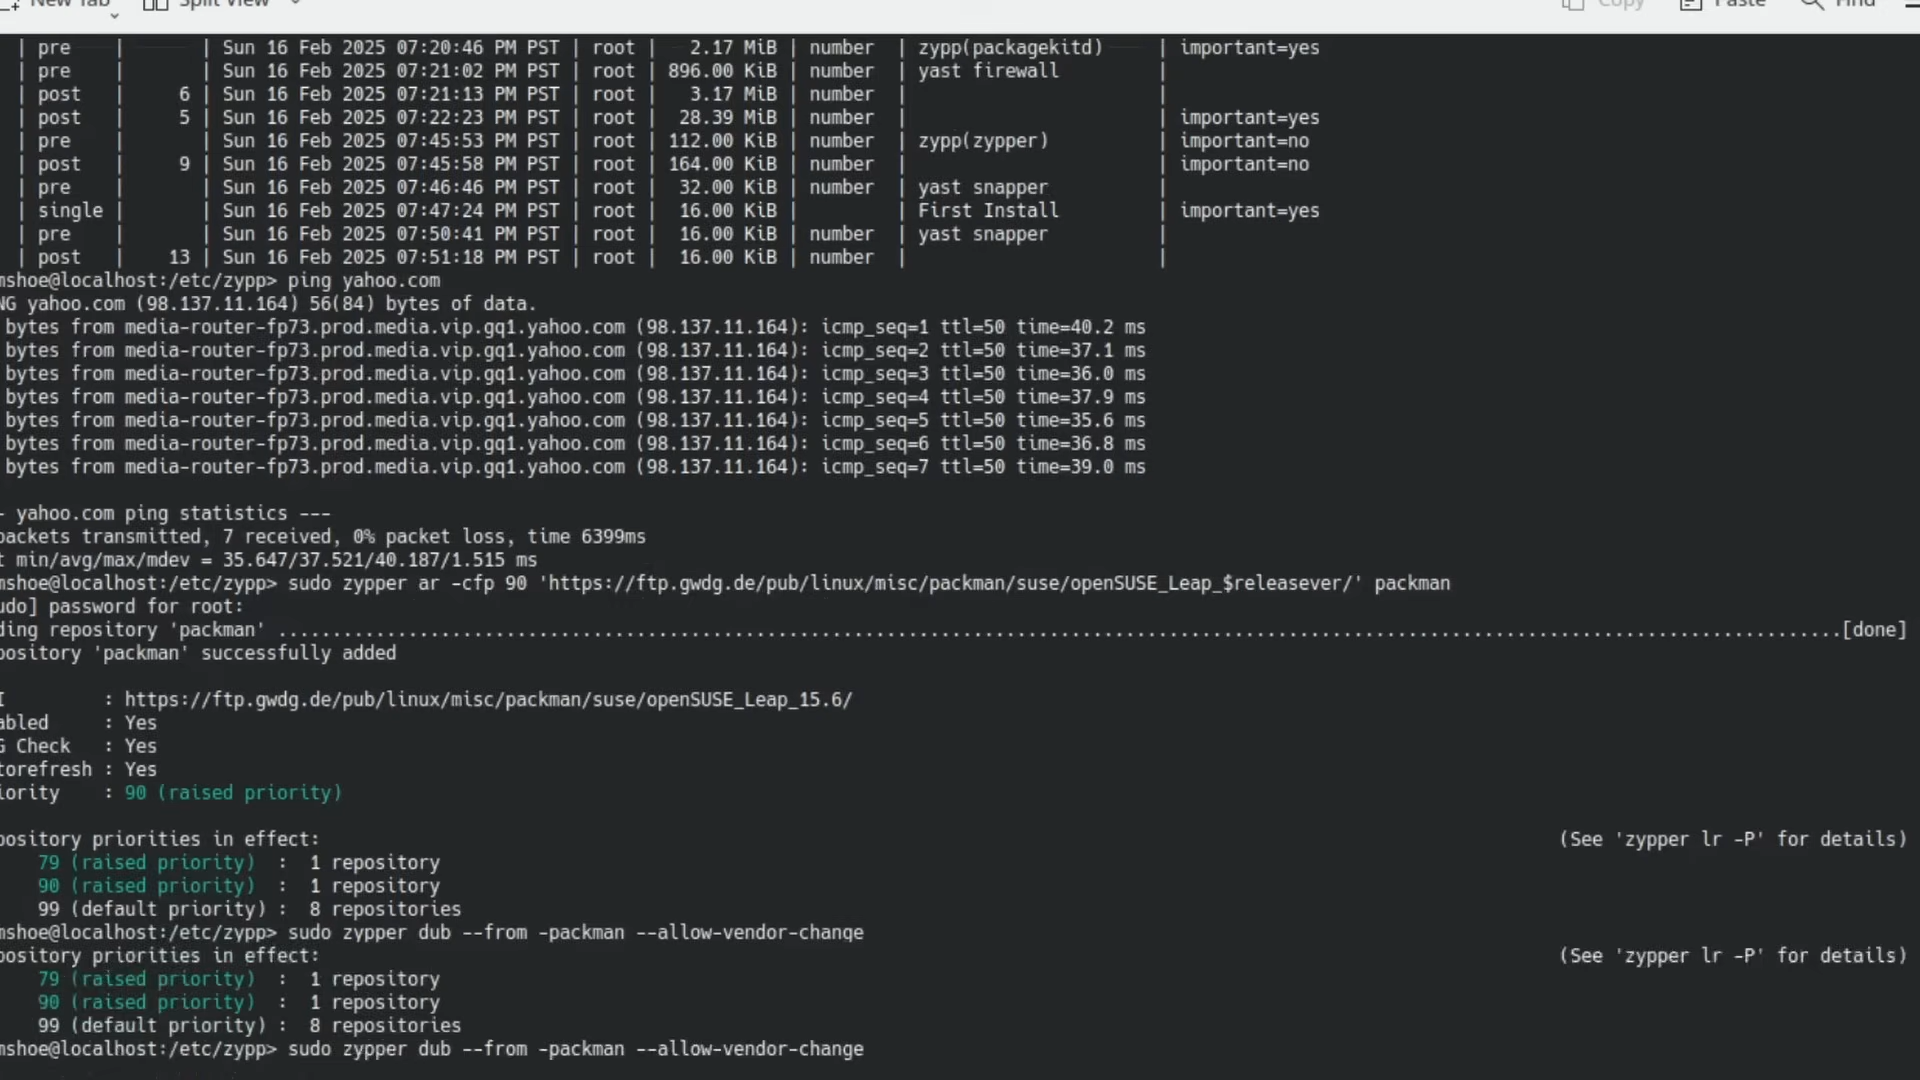 New Tab Split View Copy Paste Find
| pre | | Sun 16 Feb 2025 07:20:46 PM PST | root | 2.17 MiB | number | zypp(packagekitd) | important=yes
| pre | | Sun 16 Feb 2025 07:21:02 PM PST | root | 896.00 KiB | number | yast firewall |
| post | 6 | Sun 16 Feb 2025 07:21:13 PM PST | root | 3.17 MiB | number | |
| post | 5 | Sun 16 Feb 2025 07:22:23 PM PST | root | 28.39 MiB | number | | important=yes
| pre | | Sun 16 Feb 2025 07:45:53 PM PST | root | 112.00 KiB | number | zypp(zypper) | important=no
| post | 9 | Sun 16 Feb 2025 07:45:58 PM PST | root | 164.00 KiB | number | | important=no
| pre | | Sun 16 Feb 2025 07:46:46 PM PST | root | 32.00 KiB | number | yast snapper |
| single | | Sun 16 Feb 2025 07:47:24 PM PST | root | 16.00 KiB | | First Install | important=yes
| pre | | Sun 16 Feb 2025 07:50:41 PM PST | root | 16.00 KiB | number | yast snapper |
| post | 13 | Sun 16 Feb 2025 07:51:18 PM PST | root | 16.00 KiB | number | |
mshoe@localhost:/etc/zypp> ping yahoo.com
NG yahoo.com (98.137.11.164) 56(84) bytes of data.
bytes from media-router-fp73.prod.media.vip.gq1.yahoo.com (98.137.11.164): icmp_seq=1 ttl=50 time=40.2 ms
bytes from media-router-fp73.prod.media.vip.gq1.yahoo.com (98.137.11.164): icmp_seq=2 ttl=50 time=37.1 ms
bytes from media-router-fp73.prod.media.vip.gq1.yahoo.com (98.137.11.164): icmp_seq=3 ttl=50 time=36.0 ms
bytes from media-router-fp73.prod.media.vip.gq1.yahoo.com (98.137.11.164): icmp_seq=4 ttl=50 time=37.9 ms
bytes from media-router-fp73.prod.media.vip.gq1.yahoo.com (98.137.11.164): icmp_seq=5 ttl=50 time=35.6 ms
bytes from media-router-fp73.prod.media.vip.gq1.yahoo.com (98.137.11.164): icmp_seq=6 ttl=50 time=36.8 ms
bytes from media-router-fp73.prod.media.vip.gq1.yahoo.com (98.137.11.164): icmp_seq=7 ttl=50 time=39.0 ms
- yahoo.com ping statistics ---
packets transmitted, 7 received, 0% packet loss, time 6399ms
t min/avg/max/mdev = 35.647/37.521/40.187/1.515 ms
mshoe@localhost:/etc/zypp> sudo zypper ar -cfp 90 'https://ftp.gwdg.de/pub/linux/misc/packman/suse/openSUSE_Leap_$releasever/' packman
udo] password for root:
ding repository 'packman' ................................................................................................................................................[done]
pository 'packman' successfully added
I : https://ftp.gwdg.de/pub/linux/misc/packman/suse/openSUSE_Leap_15.6/
abled : Yes
G Check : Yes
torefresh : Yes
iority : 90 (raised priority)
pository priorities in effect: (See 'zypper lr -P' for details)
79 (raised priority) : 1 repository
90 (raised priority) : 1 repository
99 (default priority) : 8 repositories
mshoe@localhost:/etc/zypp> sudo zypper dub --from -packman --allow-vendor-change
pository priorities in effect: (See 'zypper lr -P' for details)
79 (raised priority) : 1 repository
90 (raised priority) : 1 repository
99 (default priority) : 8 repositories
mshoe@localhost:/etc/zypp> sudo zypper dub --from -packman --allow-vendor-change